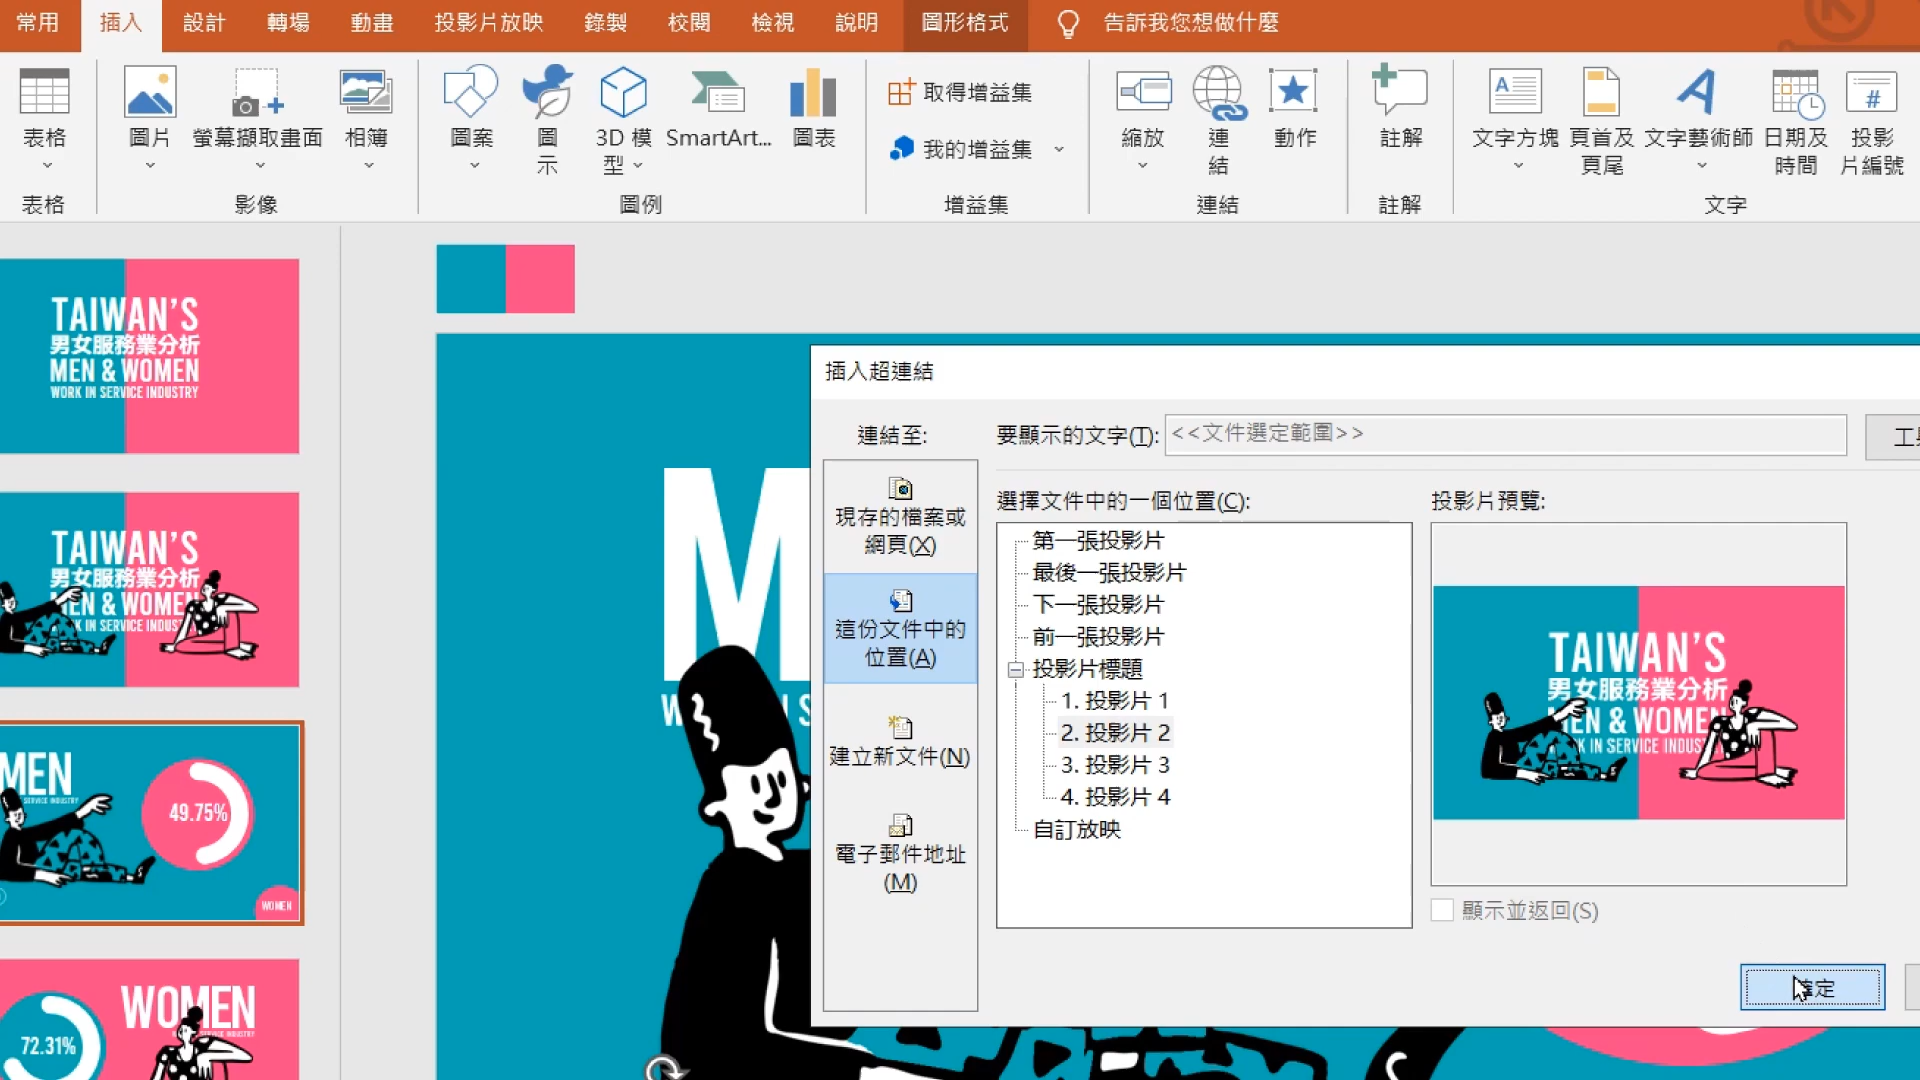 常用 插入 設計 轉場 動畫 投影片放映 錄製 校閱 檢視 說明 圖形格式 告訴我您想做什麼
表格
圖片
螢幕擷取畫面
相簿
圖案
圖
示
3D 模
型
SmartArt...
圖表
取得增益集
我的增益集
縮放
連
結
動作
註解
文字方塊
頁首及
頁尾
文字藝術師
日期及
時間
投影
片編號
表格 影像 圖例 增益集 連結 註解 文字
TAIWAN'S
男女服務業分析
MEN & WOMEN
WORK IN SERVICE INDUSTRY
TAIWAN'S
男女服務業分析
MEN & WOMEN
MEN
SERVICE INDUSTRY
49.75%
WOMEN
WOMEN
72.31%
M
W
插入超連結
連結至:
要顯示的文字(T): <<文件選定範圍>>
現存的檔案或
網頁(X)
這份文件中的
位置(A)
建立新文件(N)
電子郵件地址
(M)
選擇文件中的一個位置(C):
第一張投影片
最後一張投影片
下一張投影片
前一張投影片
投影片標題
1. 投影片 1
2. 投影片 2
3. 投影片 3
4. 投影片 4
自訂放映
投影片預覽:
TAIWAN'S
男女服務業分析
MEN & WOMEN
顯示並返回(S)
確定